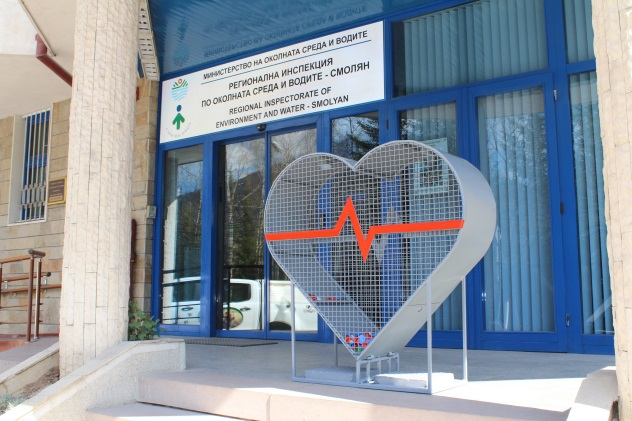 МИНИСТЕРСТВО НА ОКОЛНАТА СРЕДА И ВОДИТЕ
РЕГИОНАЛНА ИНСПЕКЦИЯ
ПО ОКОЛНАТА СРЕДА И ВОДИТЕ - СМОЛЯН
REGIONAL INSPECTORATE OF
ENVIRONMENT AND WATER - SMOLYAN